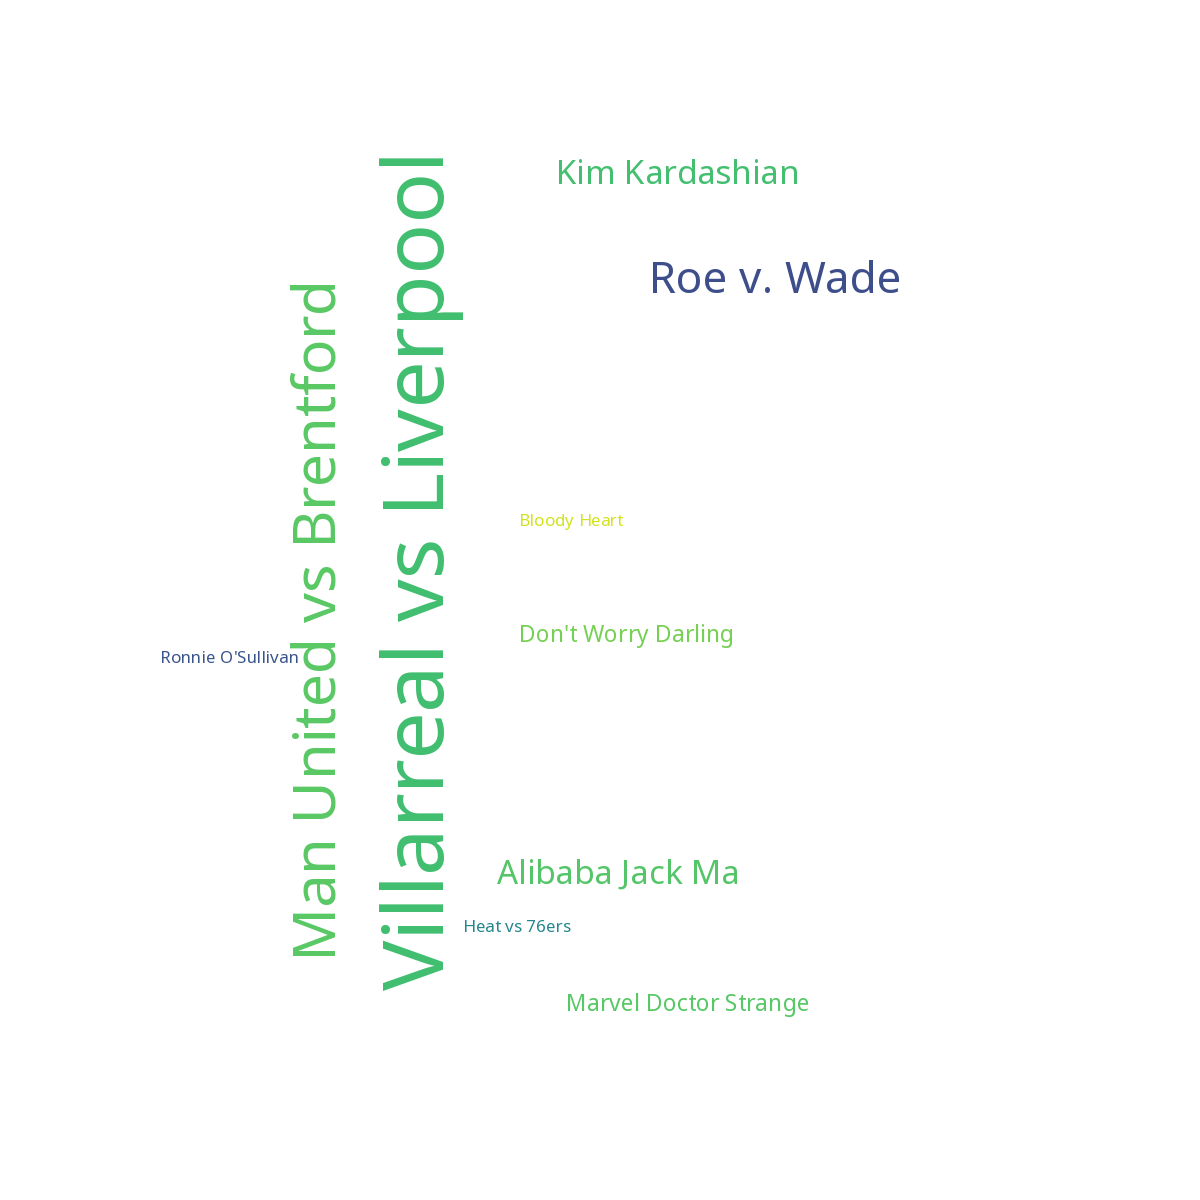 Kim Kardashian
Roe v. Wade
Villarreal vs Liverpool
Man United vs Brentford
Bloody Heart
Don't Worry Darling
Ronnie O'Sullivan
Alibaba Jack Ma
Heat vs 76ers
Marvel Doctor Strange